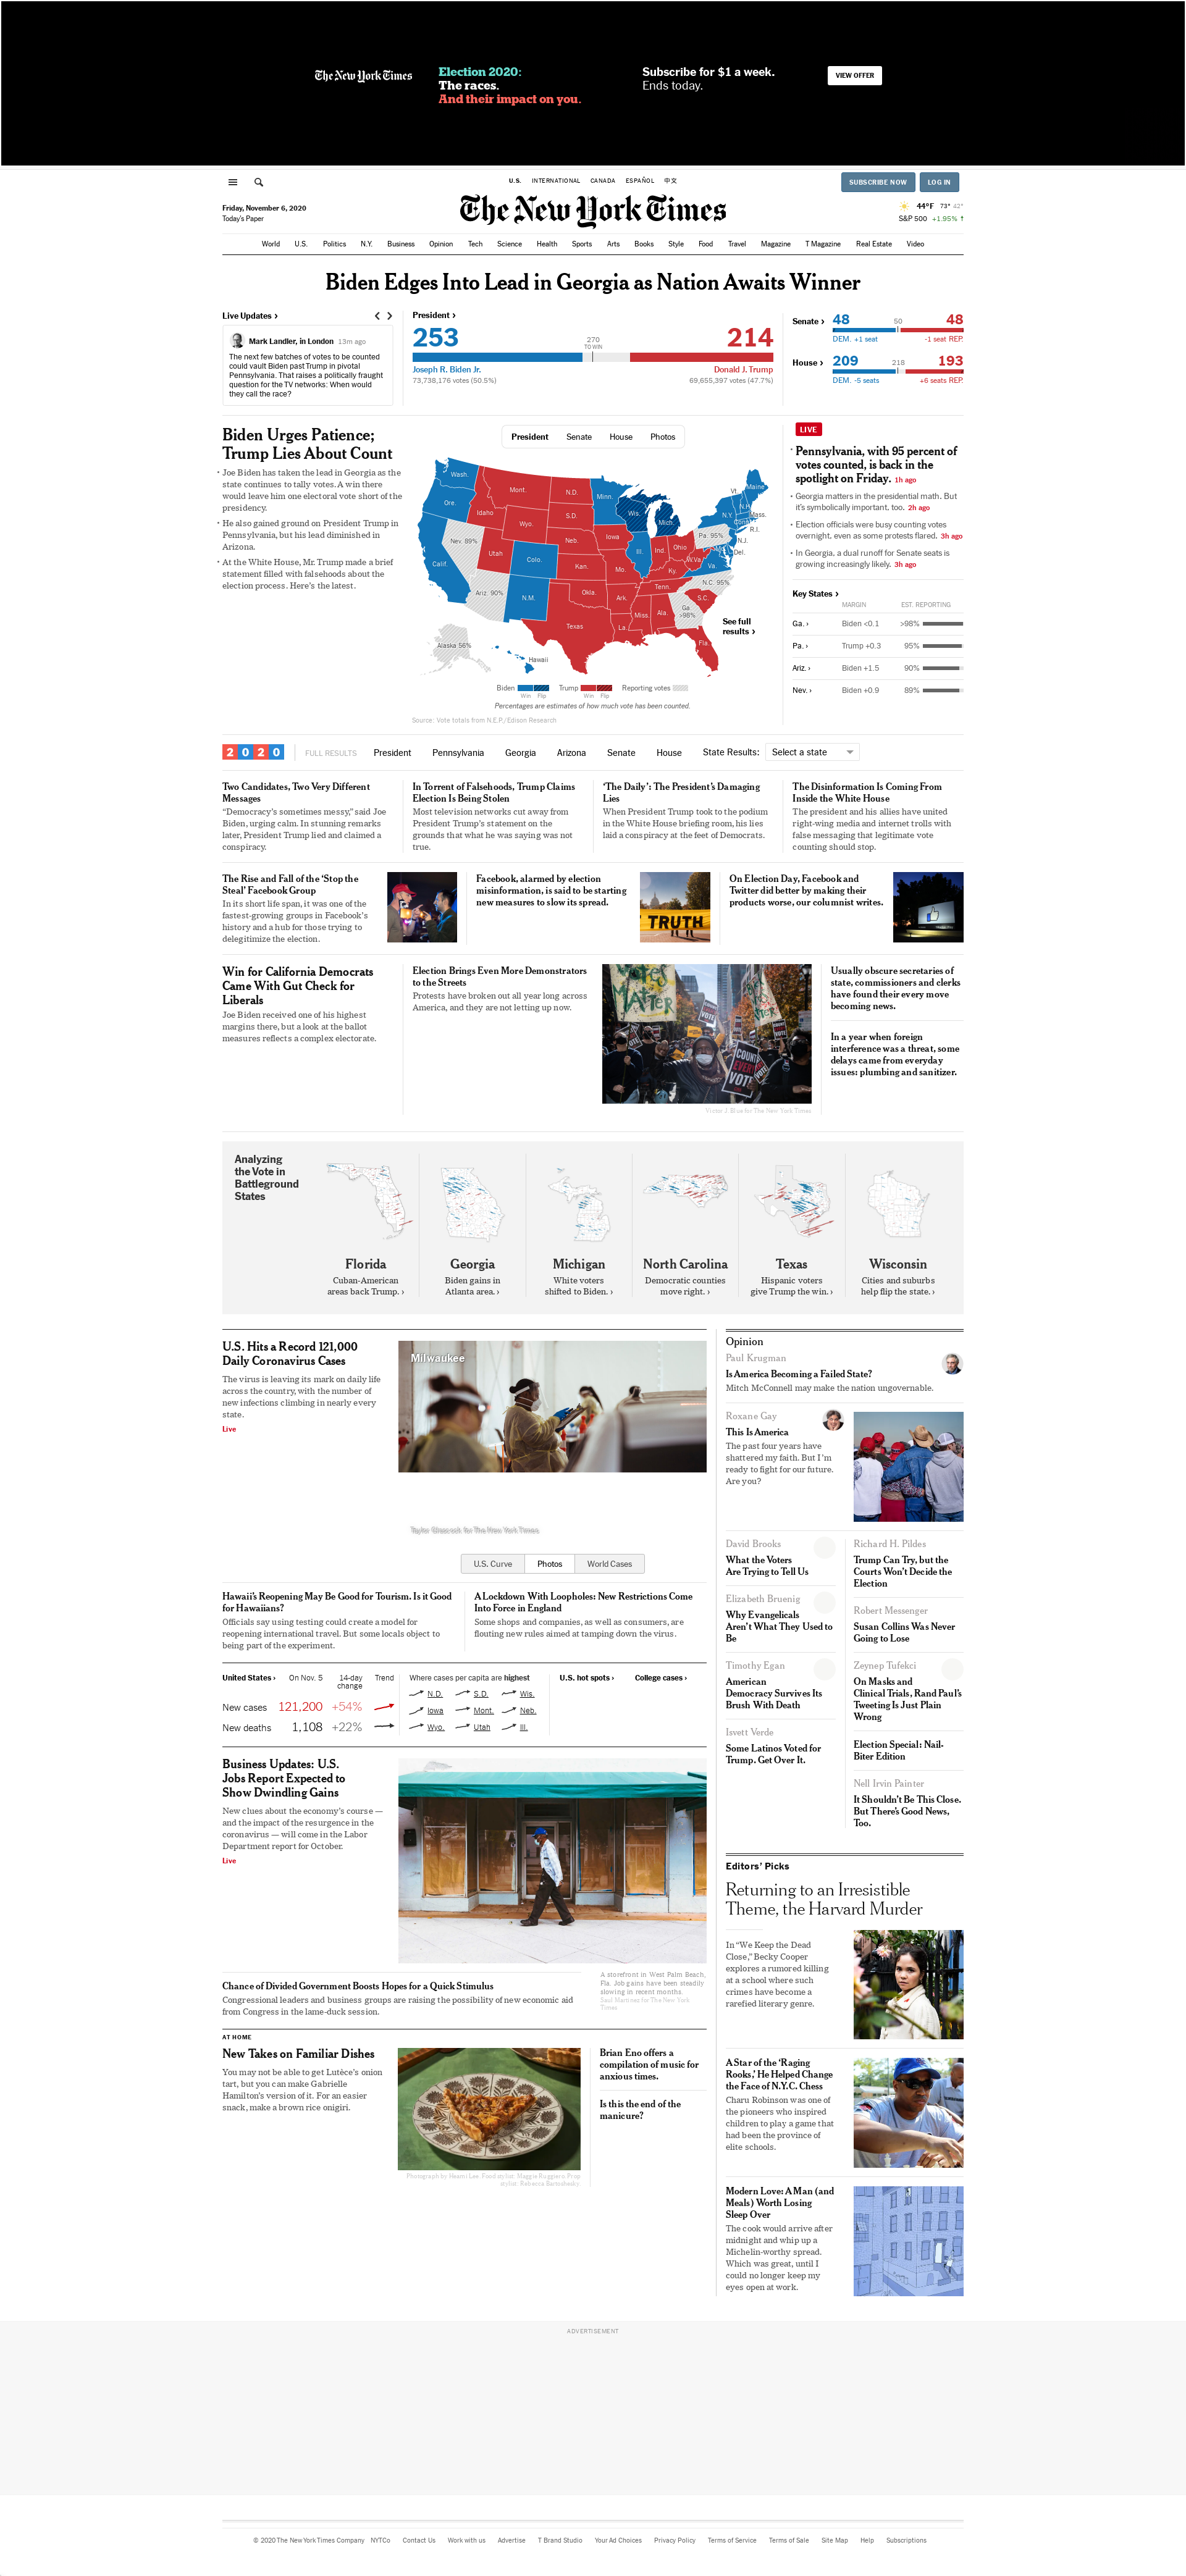 The New York Times
Election 2020:
The races.
And their impact on you.
Subscribe for $1 a week.
Ends today.
VIEW OFFER
U.S. INTERNATIONAL CANADA ESPAÑOL 中文
SUBSCRIBE NOW LOG IN
Friday, November 6, 2020
Today's Paper
The New York Times
44°F 73° 42°
S&P 500 +1.95% ↑
World U.S. Politics N.Y. Business Opinion Tech Science Health Sports Arts Books Style Food Travel Magazine T Magazine Real Estate Video
Biden Edges Into Lead in Georgia as Nation Awaits Winner
Live Updates ›
Mark Landler, in London 13m ago
The next few batches of votes to be counted
could vault Biden past Trump in pivotal
Pennsylvania. That raises a politically fraught
question for the TV networks: When would
they call the race?
President ›
253
270
TO WIN
214
Joseph R. Biden Jr.
Donald J. Trump
73,738,176 votes (50.5%)
69,655,397 votes (47.7%)
Senate ›
48 50 48
DEM. +1 seat
-1 seat REP.
House ›
209 218 193
DEM. -5 seats
+6 seats REP.
Biden Urges Patience;
Trump Lies About Count
• Joe Biden has taken the lead in Georgia as the
state continues to tally votes. A win there
would leave him one electoral vote short of the
presidency.
• He also gained ground on President Trump in
Pennsylvania, but his lead diminished in
Arizona.
• At the White House, Mr. Trump made a brief
statement filled with falsehoods about the
election process. Here's the latest.
President Senate House Photos
Wash.
Mont.
N.D.
Minn.
Vt.
Maine
Ore.
Idaho
S.D.
Wis.
Mich.
N.Y.
Mass.
Wyo.
R.I.
Nev. 89%
Neb.
Iowa
Pa. 95%
N.J.
Utah
Colo.
Ill.
Ind.
Ohio
Del.
Calif.
Kan.
Mo.
W.Va.
Va.
Ky.
Ariz. 90%
N.M.
Okla.
Ark.
Tenn.
N.C. 95%
Miss.
Ala.
Ga.
>98%
S.C.
Texas
La.
Fla.
Alaska 56%
Hawaii
See full
results ›
Biden Trump Reporting votes
Win Flip Win Flip
Percentages are estimates of how much vote has been counted.
Source: Vote totals from N.E.P./Edison Research
LIVE
• Pennsylvania, with 95 percent of
votes counted, is back in the
spotlight on Friday. 1h ago
• Georgia matters in the presidential math. But
it's symbolically important, too. 2h ago
• Election officials were busy counting votes
overnight, even as some protests flared. 3h ago
• In Georgia, a dual runoff for Senate seats is
growing increasingly likely. 3h ago
Key States ›
MARGIN EST. REPORTING
Ga. › Biden <0.1 >98%
Pa. › Trump +0.3 95%
Ariz. › Biden +1.5 90%
Nev. › Biden +0.9 89%
2020 FULL RESULTS President Pennsylvania Georgia Arizona Senate House State Results: Select a state
Two Candidates, Two Very Different
Messages
“Democracy's sometimes messy,” said Joe
Biden, urging calm. In stunning remarks
later, President Trump lied and claimed a
conspiracy.
In Torrent of Falsehoods, Trump Claims
Election Is Being Stolen
Most television networks cut away from
President Trump's statement on the
grounds that what he was saying was not
true.
‘The Daily’: The President's Damaging
Lies
When President Trump took to the podium
in the White House briefing room, his lies
laid a conspiracy at the feet of Democrats.
The Disinformation Is Coming From
Inside the White House
The president and his allies have united
right-wing media and internet trolls with
false messaging that legitimate vote
counting should stop.
The Rise and Fall of the ‘Stop the
Steal’ Facebook Group
In its short life span, it was one of the
fastest-growing groups in Facebook's
history and a hub for those trying to
delegitimize the election.
Facebook, alarmed by election
misinformation, is said to be starting
new measures to slow its spread.
TRUTH
On Election Day, Facebook and
Twitter did better by making their
products worse, our columnist writes.
Win for California Democrats
Came With Gut Check for
Liberals
Joe Biden received one of his highest
margins there, but a look at the ballot
measures reflects a complex electorate.
Election Brings Even More Demonstrators
to the Streets
Protests have broken out all year long across
America, and they are not letting up now.
COUNT
EVERY
VOTE
Victor J. Blue for The New York Times
Usually obscure secretaries of
state, commissioners and clerks
have found their every move
becoming news.
In a year when foreign
interference was a threat, some
delays came from everyday
issues: plumbing and sanitizer.
Analyzing
the Vote in
Battleground
States
Florida
Cuban-American
areas back Trump. ›
Georgia
Biden gains in
Atlanta area. ›
Michigan
White voters
shifted to Biden. ›
North Carolina
Democratic counties
move right. ›
Texas
Hispanic voters
give Trump the win. ›
Wisconsin
Cities and suburbs
help flip the state. ›
U.S. Hits a Record 121,000
Daily Coronavirus Cases
The virus is leaving its mark on daily life
across the country, with the number of
new infections climbing in nearly every
state.
Live
Milwaukee
Taylor Glascock for The New York Times
U.S. Curve Photos World Cases
Hawaii's Reopening May Be Good for Tourism. Is it Good
for Hawaiians?
Officials say using testing could create a model for
reopening international travel. But some locals object to
being part of the experiment.
A Lockdown With Loopholes: New Restrictions Come
Into Force in England
Some shops and companies, as well as consumers, are
flouting new rules aimed at tamping down the virus.
United States › On Nov. 5 14-day
change Trend
New cases 121,200 +54%
New deaths 1,108 +22%
Where cases per capita are highest
N.D. S.D. Wis.
Iowa Mont. Neb.
Wyo. Utah Ill.
U.S. hot spots › College cases ›
Business Updates: U.S.
Jobs Report Expected to
Show Dwindling Gains
New clues about the economy's course —
and the impact of the resurgence in the
coronavirus — will come in the Labor
Department report for October.
Live
Chance of Divided Government Boosts Hopes for a Quick Stimulus
Congressional leaders and business groups are raising the possibility of new economic aid
from Congress in the lame-duck session.
A storefront in West Palm Beach,
Fla. Job gains have been steadily
slowing in recent months.
Saul Martinez for The New York
Times
AT HOME
New Takes on Familiar Dishes
You may not be able to get Lutèce's onion
tart, but you can make Gabrielle
Hamilton's version of it. For an easier
snack, make a brown rice onigiri.
Photograph by Heami Lee. Food stylist: Maggie Ruggiero. Prop
stylist: Rebecca Bartoshesky.
Brian Eno offers a
compilation of music for
anxious times.
Is this the end of the
manicure?
Opinion
Paul Krugman
Is America Becoming a Failed State?
Mitch McConnell may make the nation ungovernable.
Roxane Gay
This Is America
The past four years have
shattered my faith. But I'm
ready to fight for our future.
Are you?
David Brooks
What the Voters
Are Trying to Tell Us
Elizabeth Bruenig
Why Evangelicals
Aren't What They Used to
Be
Timothy Egan
American
Democracy Survives Its
Brush With Death
Isvett Verde
Some Latinos Voted for
Trump. Get Over It.
Richard H. Pildes
Trump Can Try, but the
Courts Won't Decide the
Election
Robert Messenger
Susan Collins Was Never
Going to Lose
Zeynep Tufekci
On Masks and
Clinical Trials, Rand Paul's
Tweeting Is Just Plain
Wrong
Election Special: Nail-
Biter Edition
Nell Irvin Painter
It Shouldn't Be This Close.
But There's Good News,
Too.
Editors' Picks
Returning to an Irresistible
Theme, the Harvard Murder
In “We Keep the Dead
Close,” Becky Cooper
explores a rumored killing
at a school where such
crimes have become a
rarefied literary genre.
A Star of the ‘Raging
Rooks,’ He Helped Change
the Face of N.Y.C. Chess
Charu Robinson was one of
the pioneers who inspired
children to play a game that
had been the province of
elite schools.
Modern Love: A Man (and
Meals) Worth Losing
Sleep Over
The cook would arrive after
midnight and whip up a
Michelin-worthy spread.
Which was great, until I
could no longer keep my
eyes open at work.
ADVERTISEMENT
© 2020 The New York Times Company NYTCo Contact Us Work with us Advertise T Brand Studio Your Ad Choices Privacy Policy Terms of Service Terms of Sale Site Map Help Subscriptions